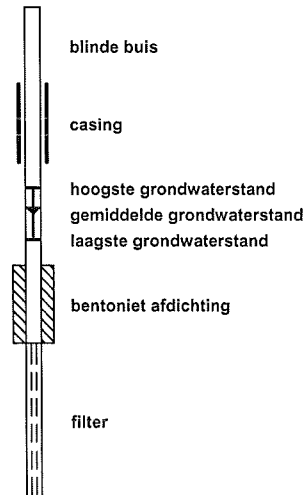 blinde buis
casing
hoogste grondwaterstand
gemiddelde grondwaterstand
laagste grondwaterstand
bentoniet afdichting
filter